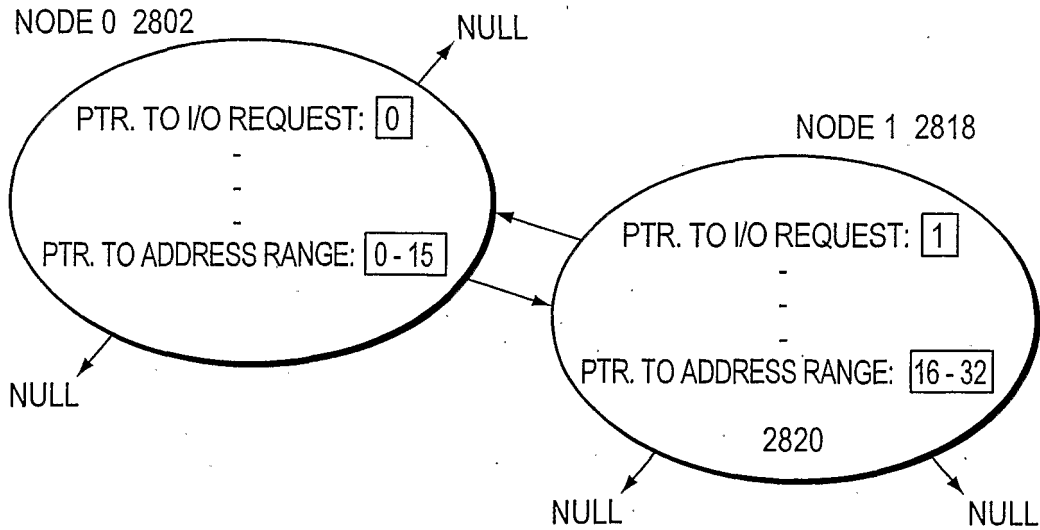 NODE 0 2802
NULL
PTR. TO I/O REQUEST: 0
-
-
-
PTR. TO ADDRESS RANGE: 0 - 15
NULL
NODE 1 2818
PTR. TO I/O REQUEST: 1
-
-
-
PTR. TO ADDRESS RANGE: 16 - 32
2820
NULL
NULL